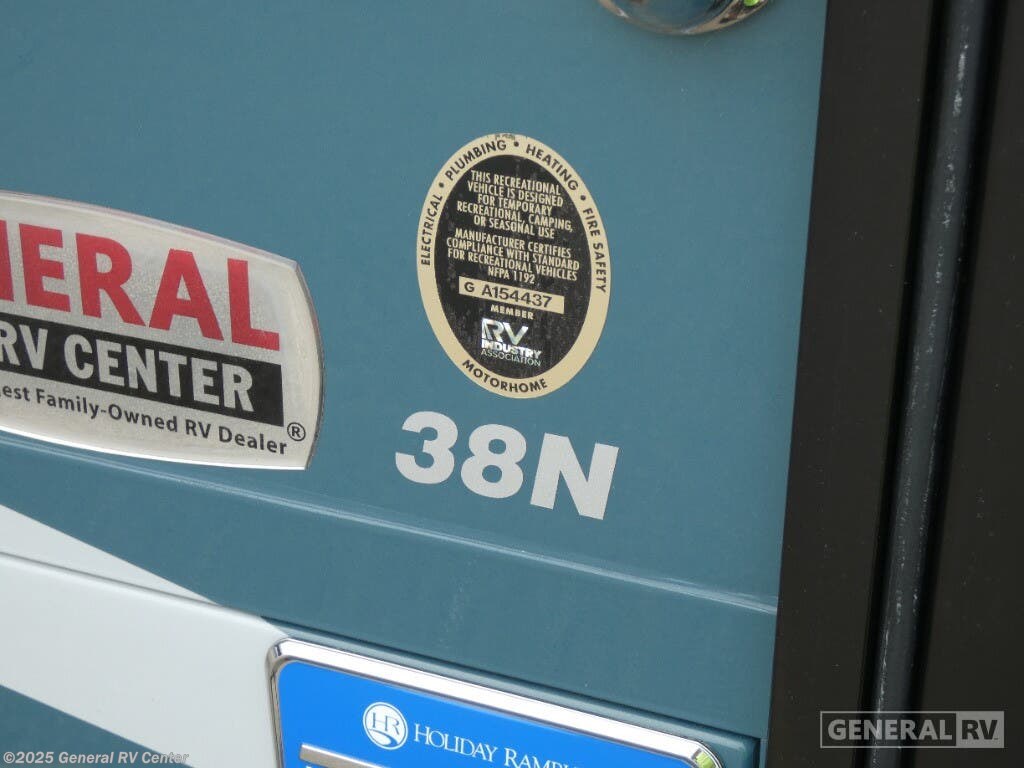 ELECTRICAL • PLUMBING • HEATING • FIRE SAFETY
THIS RECREATIONAL
VEHICLE IS DESIGNED
FOR TEMPORARY
RECREATIONAL, CAMPING,
OR SEASONAL USE
MANUFACTURER CERTIFIES
COMPLIANCE WITH STANDARD
FOR RECREATIONAL VEHICLES
NFPA 1192
G A154437
MEMBER
RV
INDUSTRY
ASSOCIATION
MOTORHOME
NERAL
RV CENTER
est Family-Owned RV Dealer®
38N
HR HOLIDAY RAMB
GENERAL RV
©2025 General RV Center